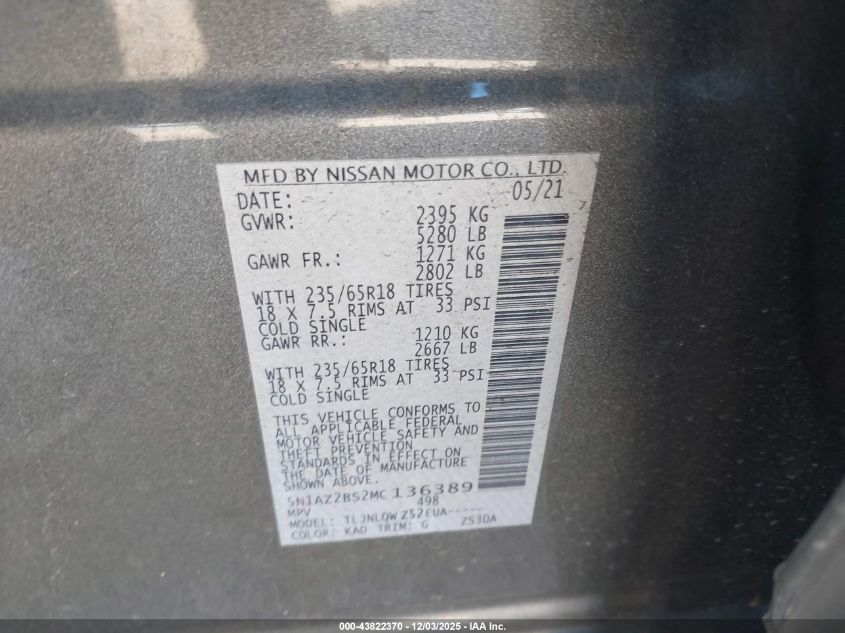 MFD BY NISSAN MOTOR CO., LTD.
DATE: 05/21
GVWR: 2395 KG
5280 LB
GAWR FR.: 1271 KG
2802 LB
WITH 235/65R18 TIRES
18 X 7.5 RIMS AT 33 PSI
COLD SINGLE
GAWR RR.: 1210 KG
2667 LB
WITH 235/65R18 TIRES
18 X 7.5 RIMS AT 33 PSI
COLD SINGLE
THIS VEHICLE CONFORMS TO
ALL APPLICABLE FEDERAL
MOTOR VEHICLE SAFETY AND
THEFT PREVENTION
STANDARDS IN EFFECT ON
THE DATE OF MANUFACTURE
SHOWN ABOVE.
5N1AZ2BS2MC136389
MPV 498
MODEL: TLJNLOW Z52EUA-----
COLOR: KAD TRIM: G ZS30A
000-43822370 - 12/03/2025 - IAA Inc.